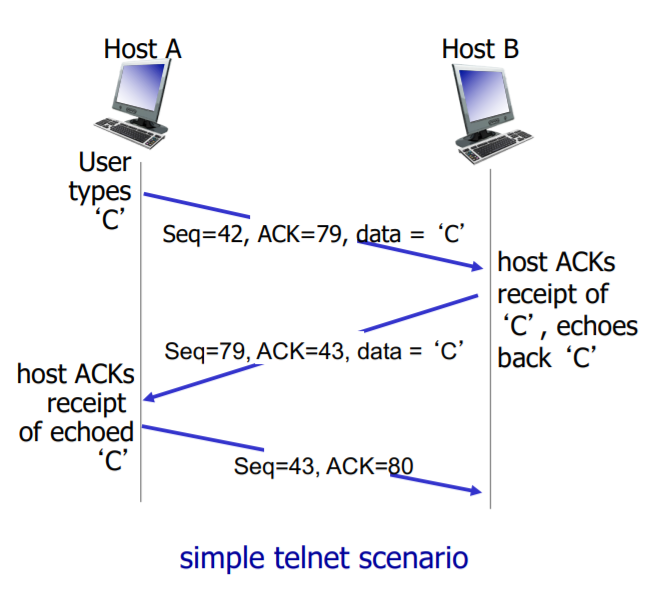 Host A
Host B
User
types
‘C’
Seq=42, ACK=79, data = ‘C’
host ACKs
receipt of
‘C’, echoes
back ‘C’
Seq=79, ACK=43, data = ‘C’
host ACKs
receipt
of echoed
‘C’
Seq=43, ACK=80
simple telnet scenario